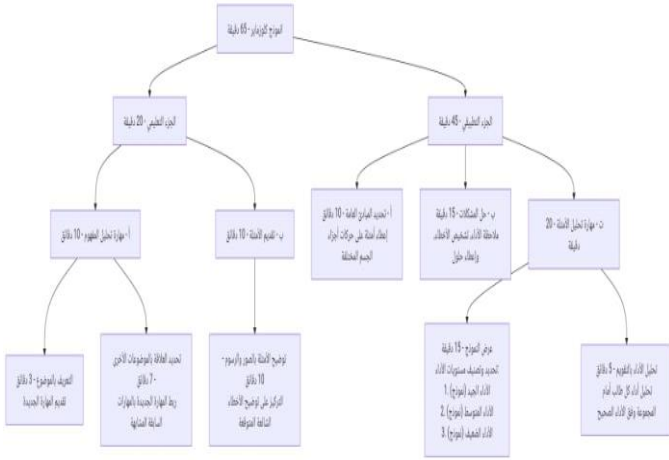 النموذج كلوزماير - 65 دقيقة
الجزء التعليمي - 20 دقيقة
الجزء التطبيقي - 45 دقيقة
أ - مهارة تحليل المفهوم - 10 دقائق
ب - تقديم الأمثلة - 10 دقائق
أ - تحديد المبادئ العامة - 10 دقائق
إعطاء أمثلة على حركات أجزاء
الجسم المختلفة
ب - حل المشكلات - 15 دقيقة
ملاحظة الأداء، تشخيص الأخطاء،
وإعطاء حلول
ت - مهارة تحليل الأمثلة - 20
دقيقة
التعريف بالموضوع - 3 دقائق
تقديم المهارة الجديدة
تحديد العلاقة بالموضوعات الأخرى
- 7 دقائق
ربط المهارة الجديدة بالمهارات
السابقة المشابهة
توضيح الأمثلة بالصور والرسوم -
10 دقائق
التركيز على توضيح الأخطاء
الشائعة المتوقعة
عرض النموذج - 15 دقيقة
تحديد وتصنيف مستويات الأداء
1. الأداء الجيد (نموذج)
2. الأداء المتوسط (نموذج)
3. الأداء الضعيف (نموذج)
تحليل الأداء بالتقويم - 5 دقائق
تحليل أداء كل طالب أمام
المجموعة وفق الأداء الصحيح